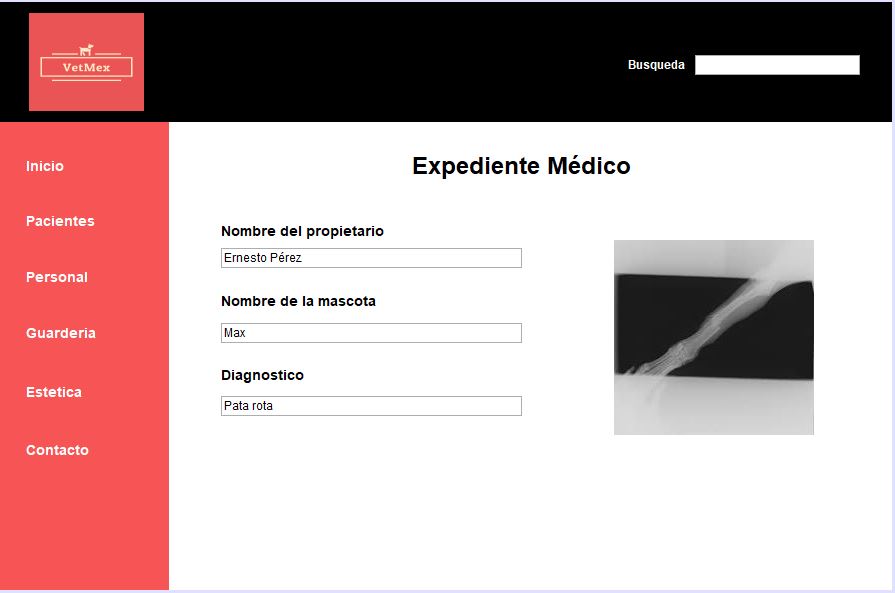 VetMex
Busqueda
Inicio
Pacientes
Personal
Guarderia
Estetica
Contacto
Expediente Médico
Nombre del propietario
Ernesto Pérez
Nombre de la mascota
Max
Diagnostico
Pata rota